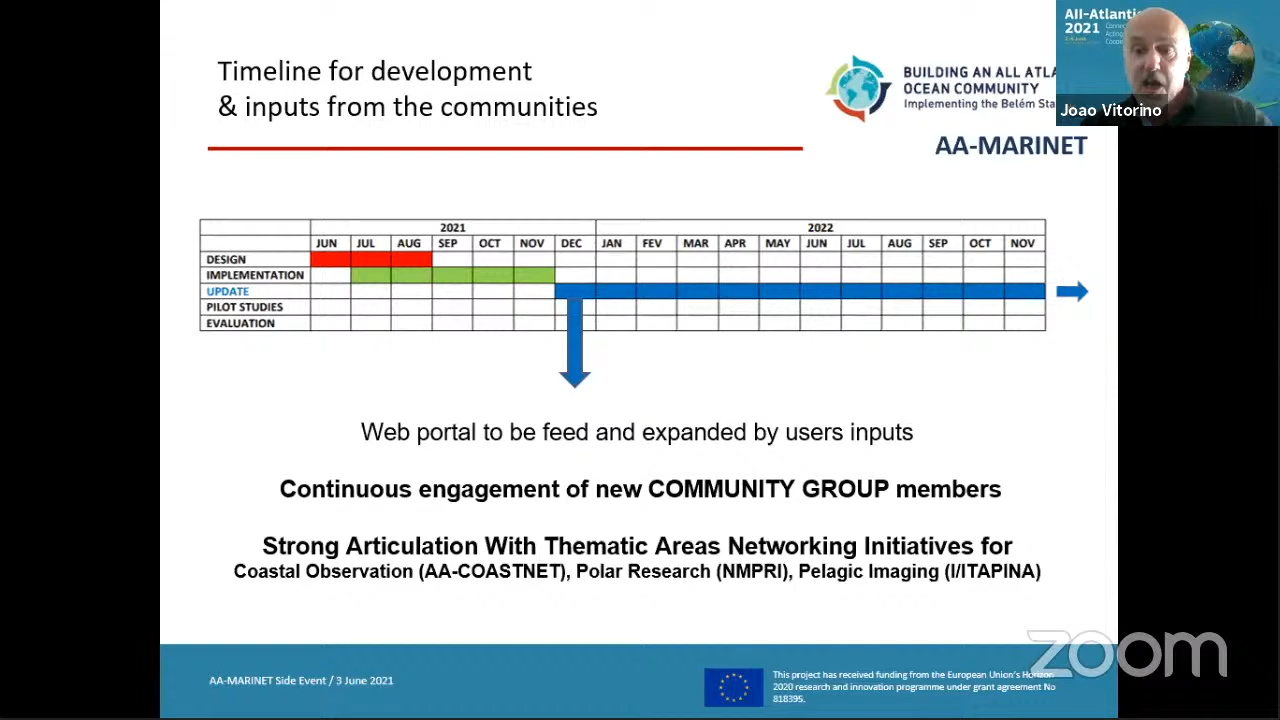 Timeline for development
& inputs from the communities
BUILDING AN ALL ATLA
OCEAN COMMUNITY
Implementing the Belém Sta
AA-MARINET
All-Atlantic
2021
Joao Vitorino
2021 2022
JUN JUL AUG SEP OCT NOV DEC JAN FEV MAR APR MAY JUN JUL AUG SEP OCT NOV
DESIGN
IMPLEMENTATION
UPDATE
PILOT STUDIES
EVALUATION
Web portal to be feed and expanded by users inputs
Continuous engagement of new COMMUNITY GROUP members
Strong Articulation With Thematic Areas Networking Initiatives for
Coastal Observation (AA-COASTNET), Polar Research (NMPRI), Pelagic Imaging (I/ITAPINA)
AA-MARINET Side Event / 3 June 2021
This project has received funding from the European Union's Horizon
2020 research and innovation programme under grant agreement No
818395.
zoom